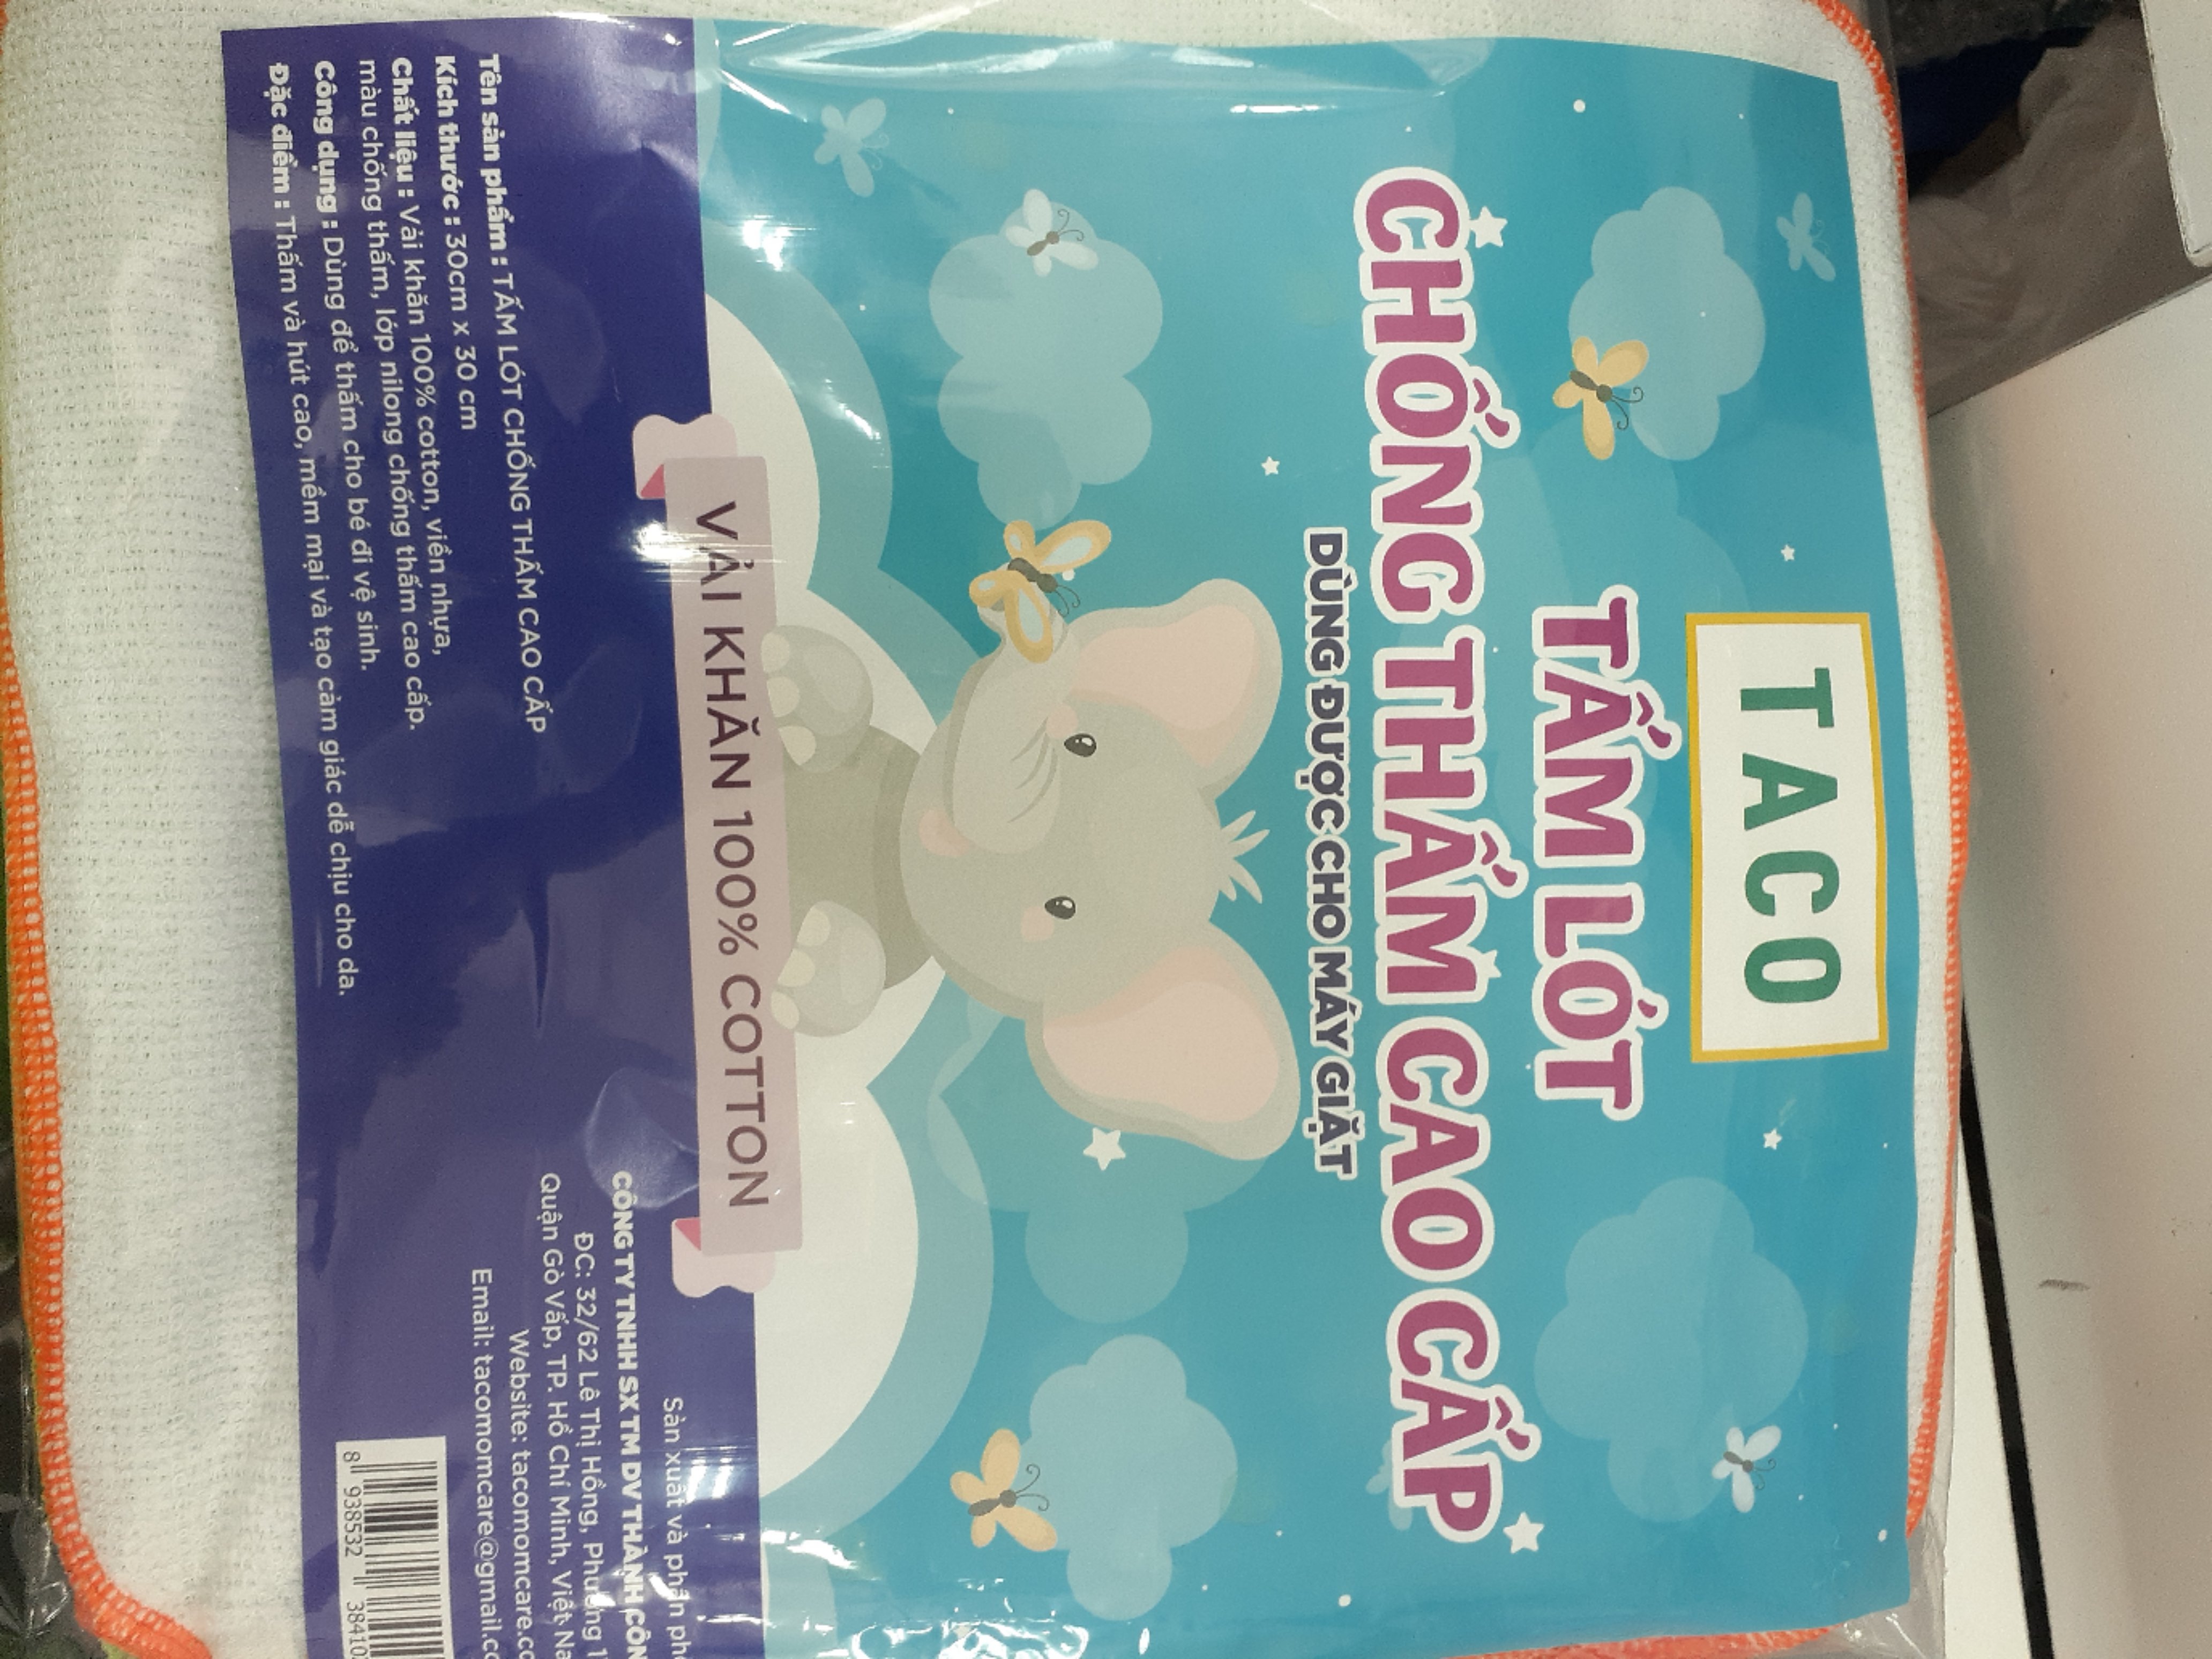 TACO
TẤM LÓT
CHỐNG THẤM CAO CẤP
DÙNG ĐƯỢC CHO MÁY GIẶT
VẢI KHĂN 100% COTTON
Tên sản phẩm : TẤM LÓT CHỐNG THẤM CAO CẤP
Kích thước : 30cm x 30 cm
Chất liệu : Vải khăn 100% cotton, viền nhựa,
màu chống thấm, lớp nilong chống thấm cao cấp.
Công dụng : Dùng để thấm cho bé đi vệ sinh.
Đặc điểm : Thấm và hút cao, mềm mại và tạo cảm giác dễ chịu cho da.
Sản xuất và phân
CÔNG TY TNHH SX TM DV THÀNH
ĐC: 32/62 Lê Thị Hồng, Phường
Quận Gò Vấp, TP. Hồ Chí Minh, Việt
Website: tacomomcare.
Email: tacomomcare@gmail.
8 938532